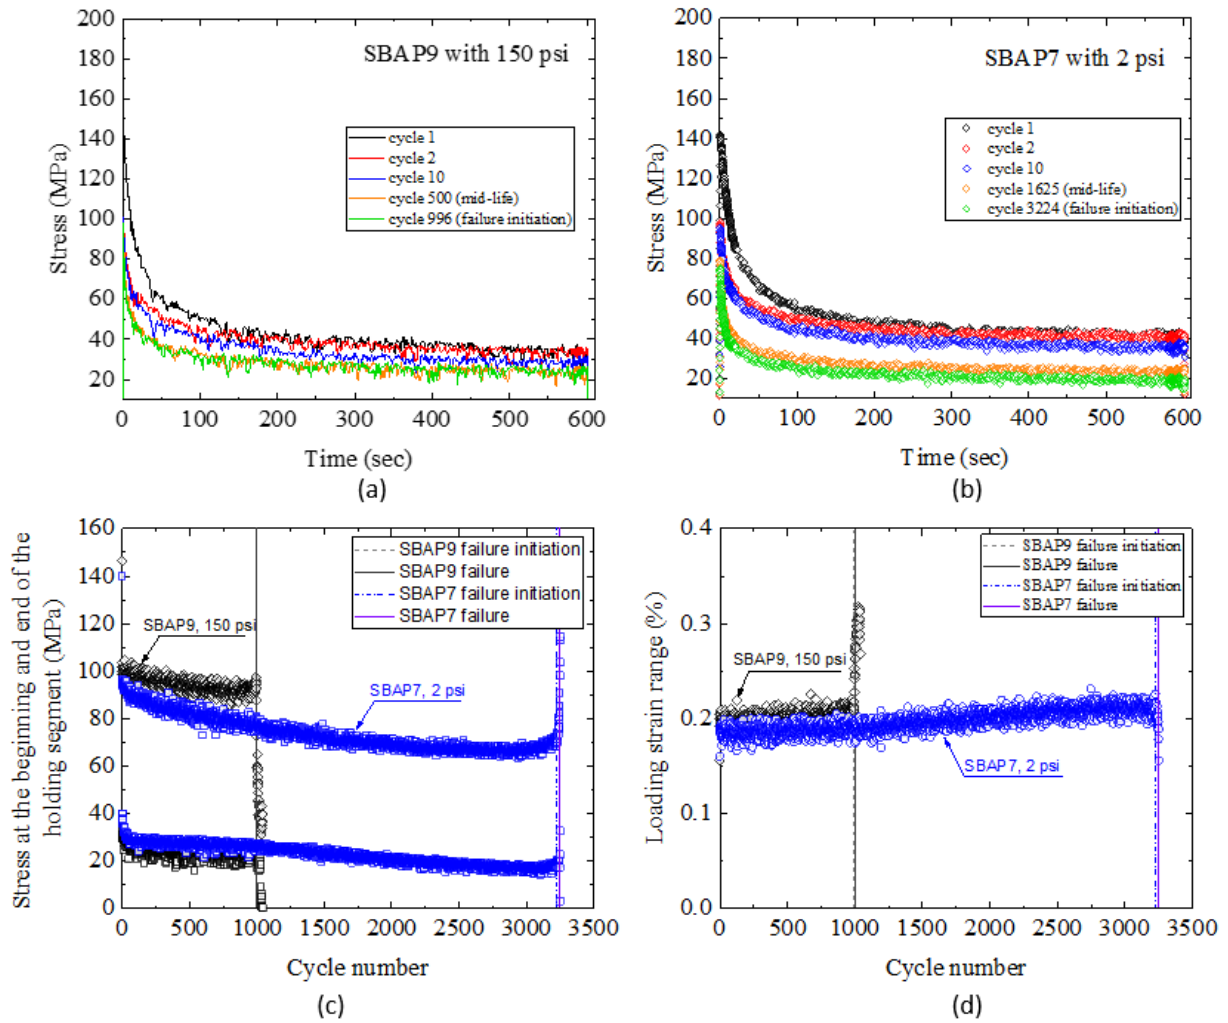 200
180
160
140
120
100
80
60
40
20
Stress (MPa)
SBAP9 with 150 psi
cycle 1
cycle 2
cycle 10
cycle 500 (mid-life)
cycle 996 (failure initiation)
0 100 200 300 400 500 600
Time (sec)
(a)
200
180
160
140
120
100
80
60
40
20
Stress (MPa)
SBAP7 with 2 psi
cycle 1
cycle 2
cycle 10
cycle 1625 (mid-life)
cycle 3224 (failure initiation)
0 100 200 300 400 500 600
Time (sec)
(b)
160
140
120
100
80
60
40
20
0
Stress at the beginning and end of the
holding segment (MPa)
SBAP9 failure initiation
SBAP9 failure
SBAP7 failure initiation
SBAP7 failure
SBAP9, 150 psi
SBAP7, 2 psi
0 500 1000 1500 2000 2500 3000 3500
Cycle number
(c)
0.4
0.3
0.2
0.1
0.0
Loading strain range (%)
SBAP9 failure initiation
SBAP9 failure
SBAP7 failure initiation
SBAP7 failure
SBAP9, 150 psi
SBAP7, 2 psi
0 500 1000 1500 2000 2500 3000 3500
Cycle number
(d)